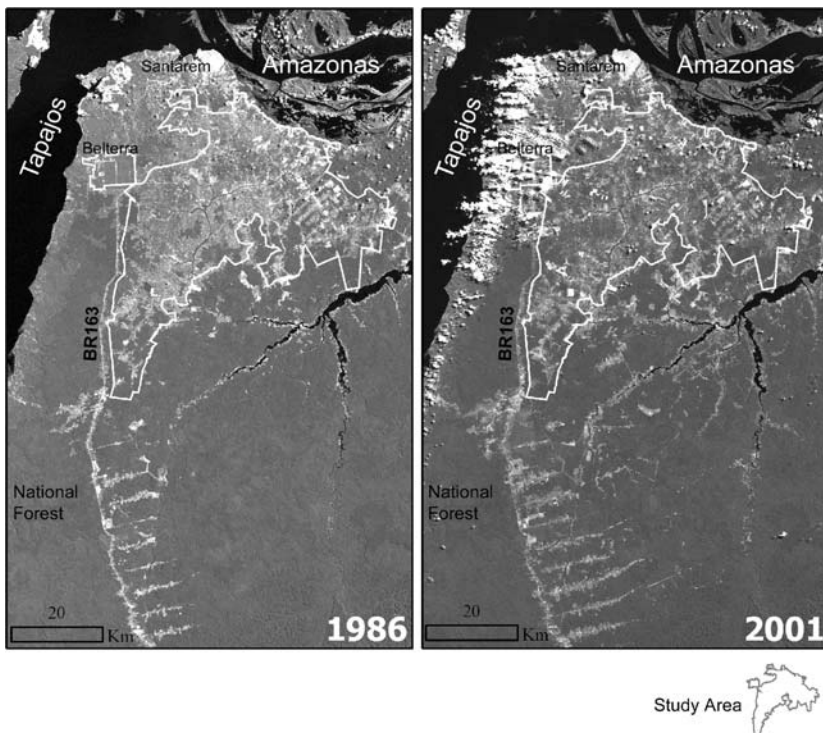 Santarem
Amazonas
Tapajos
Belterra
BR163
National
Forest
20
Km
1986
Santarem
Amazonas
Tapajos
Belterra
BR163
National
Forest
20
Km
2001
Study Area